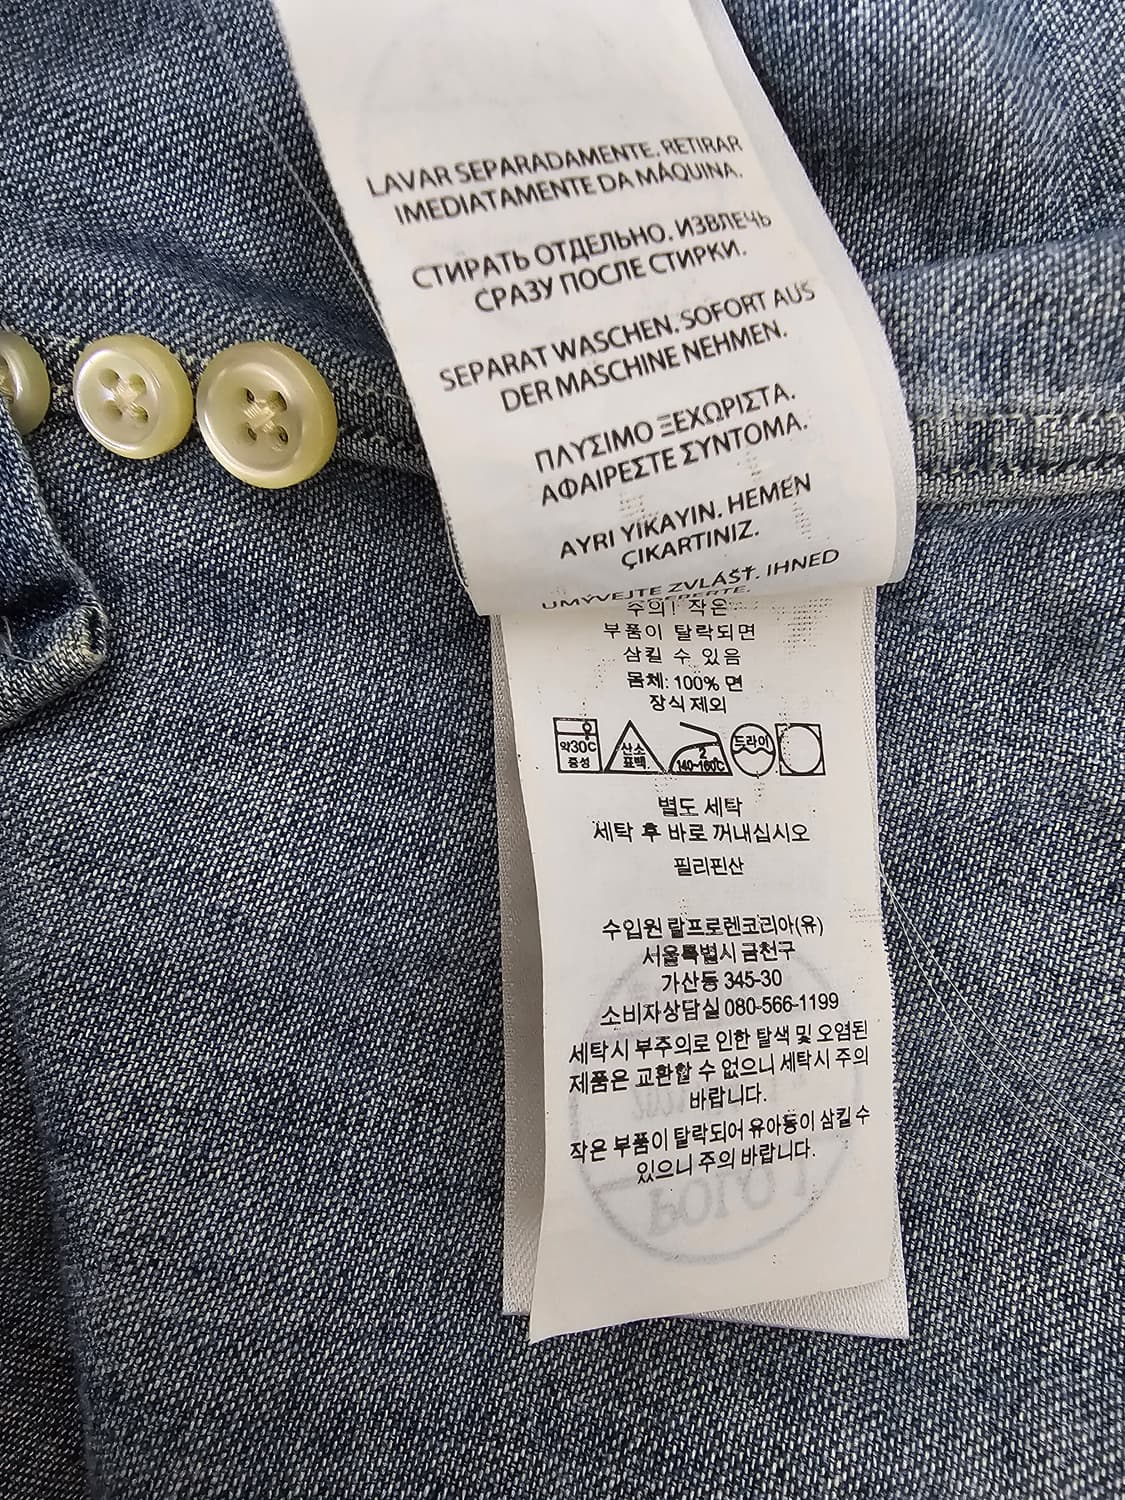 LAVAR SEPARADAMENTE. RETIRAR
IMEDIATAMENTE DA MÁQUINA.
СТИРАТЬ ОТДЕЛЬНО. ИЗВЛЕЧЬ
СРАЗУ ПОСЛЕ СТИРКИ.
SEPARAT WASCHEN. SOFORT AUS
DER MASCHINE NEHMEN.
ΠΛΥΣΙΜΟ ΞΕΧΩΡΙΣΤΑ.
ΑΦΑΙΡΕΣΤΕ ΣΥΝΤΟΜΑ.
AYRI YIKAYIN. HEMEN
ÇIKARTINIZ.
UMÝVEJTE ZVLÁŠŤ. IHNED
주의! 작은
부품이 탈락되면
삼킬 수 있음
몸체: 100% 면
장식 제외
약30℃
중성
산소
표백
140~160℃
드라이
별도 세탁
세탁 후 바로 꺼내십시오
필리핀산
수입원 랄프로렌코리아(유)
서울특별시 금천구
가산동 345-30
소비자상담실 080-566-1199
세탁시 부주의로 인한 탈색 및 오염된
제품은 교환할 수 없으니 세탁시 주의
바랍니다.
작은 부품이 탈락되어 유아동이 삼킬 수
있으니 주의 바랍니다.
POLO